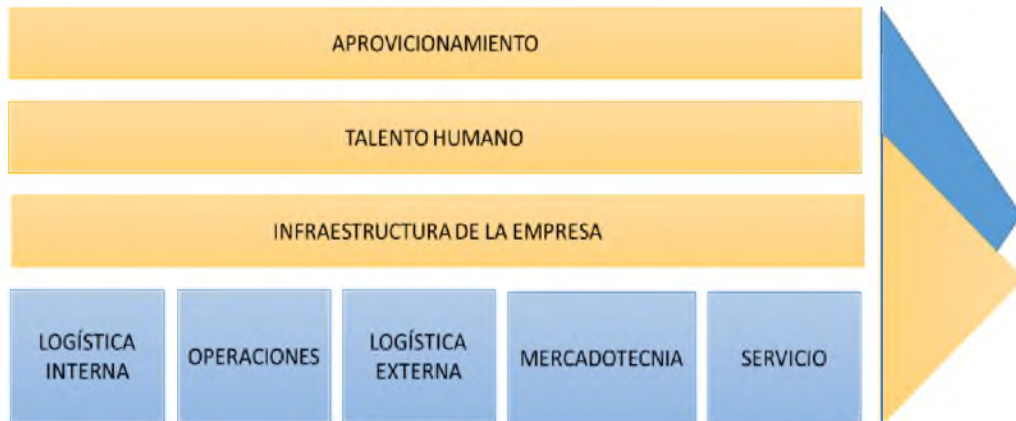 APROVICIONAMIENTO
TALENTO HUMANO
INFRAESTRUCTURA DE LA EMPRESA
LOGÍSTICA
INTERNA
OPERACIONES
LOGÍSTICA
EXTERNA
MERCADOTECNIA
SERVICIO